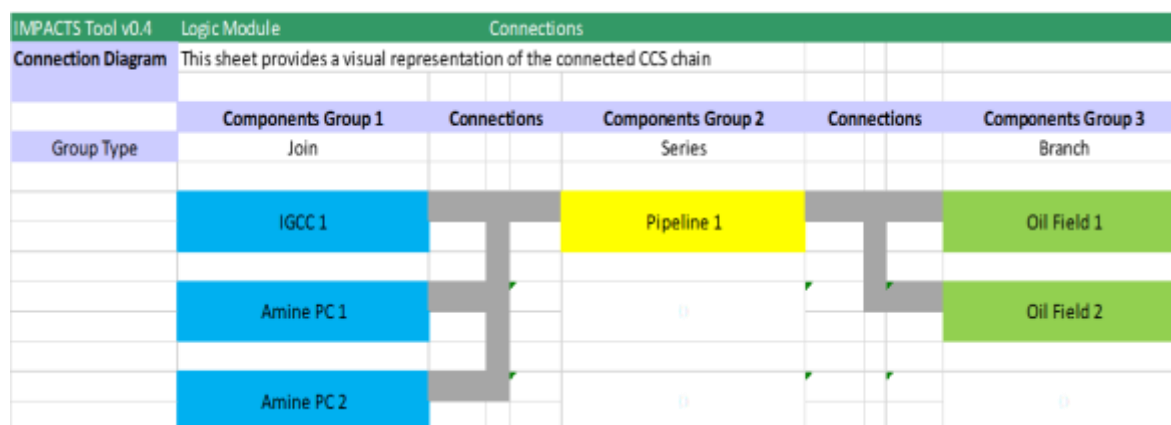 IMPACTS Tool v0.4 Logic Module Connections
Connection Diagram This sheet provides a visual representation of the connected CCS chain
Components Group 1 Connections Components Group 2 Connections Components Group 3
Group Type Join Series Branch
IGCC 1 Pipeline 1 Oil Field 1
Amine PC 1 Oil Field 2
Amine PC 2